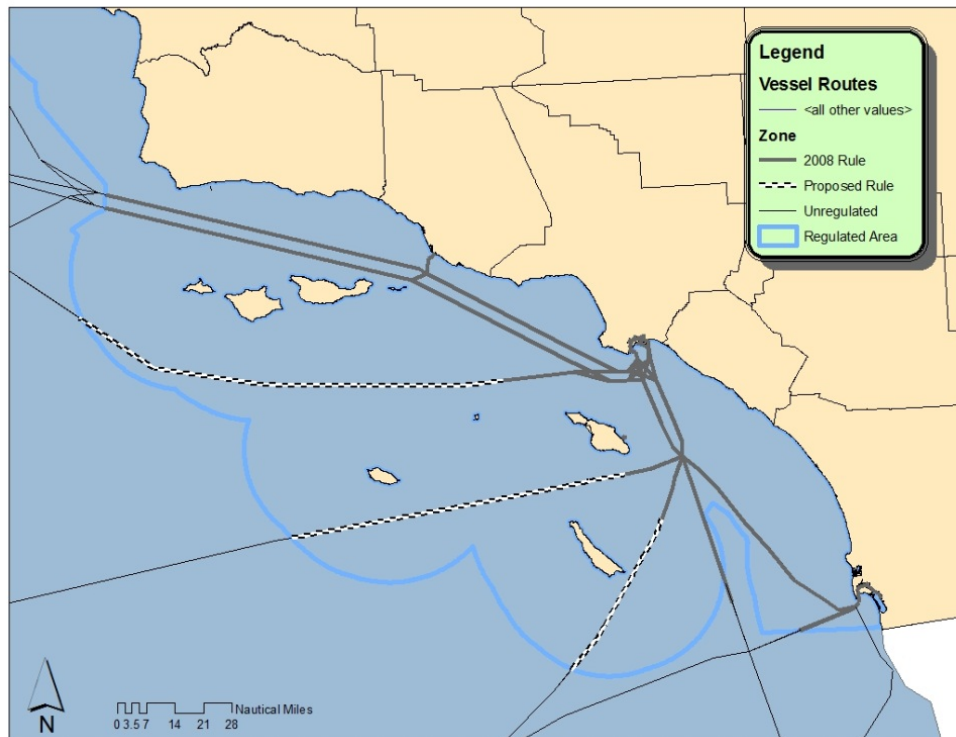 Legend
Vessel Routes
<all other values>
Zone
2008 Rule
Proposed Rule
Unregulated
Regulated Area
N
Nautical Miles
0 3.5 7 14 21 28